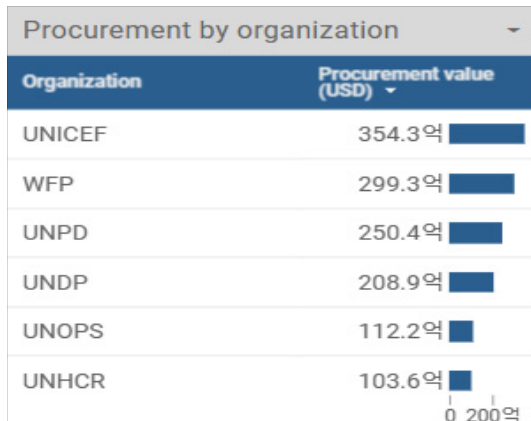 Procurement by organization
Organization
Procurement value
(USD)
UNICEF 354.3억
WFP 299.3억
UNPD 250.4억
UNDP 208.9억
UNOPS 112.2억
UNHCR 103.6억
0 200억